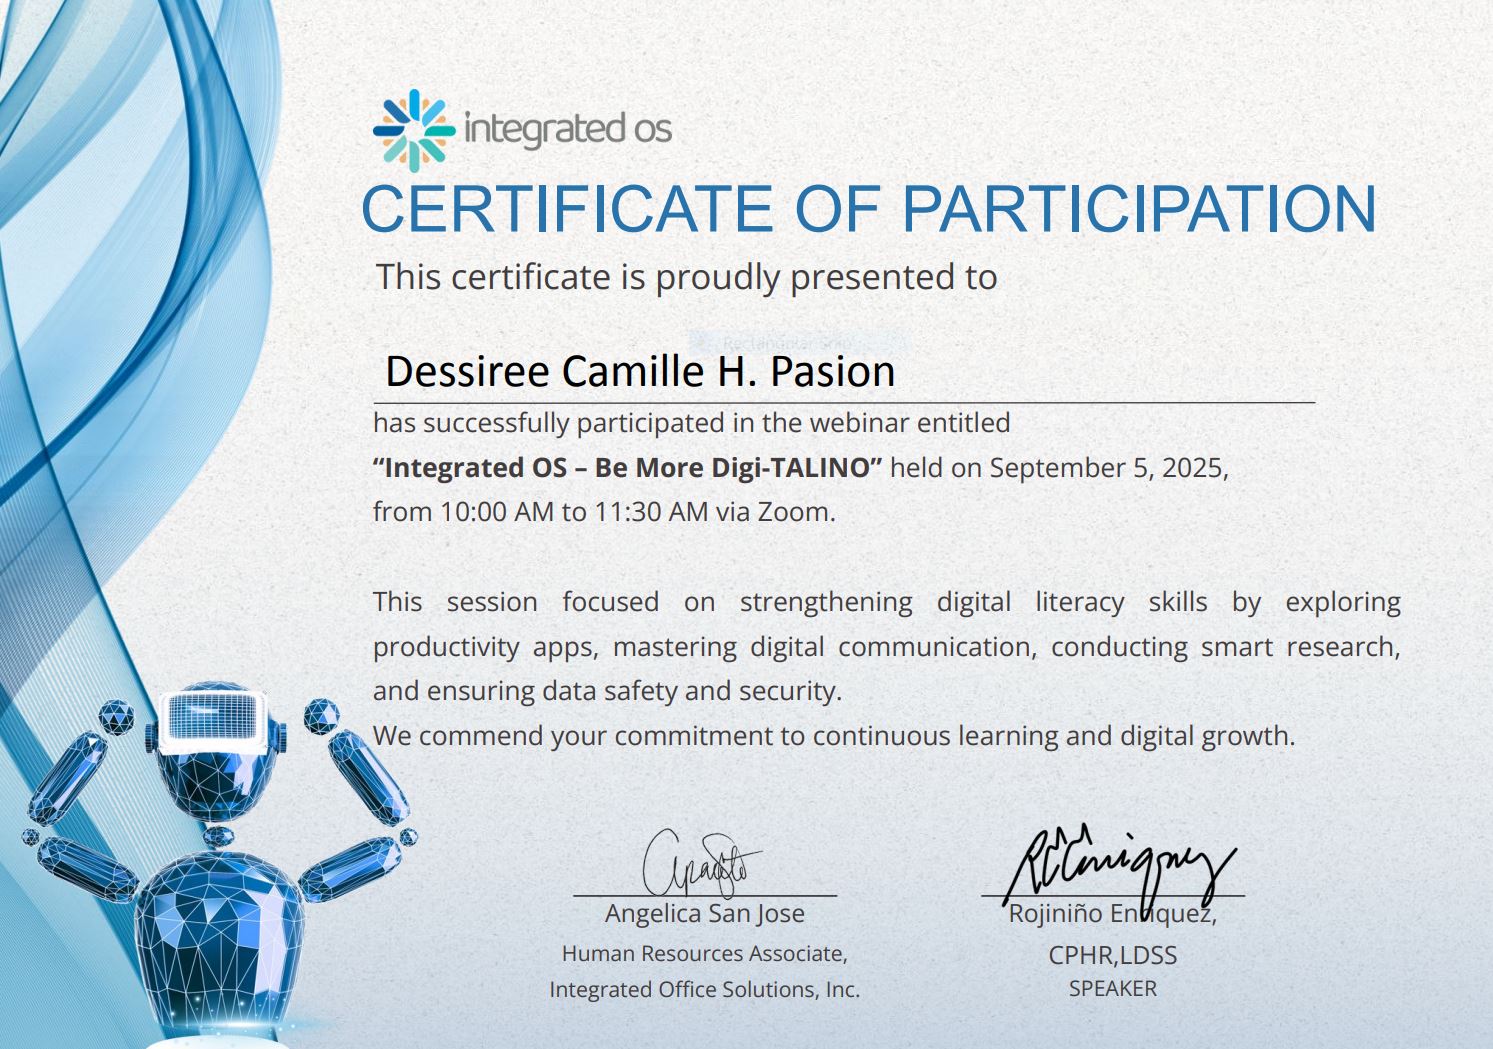 integrated os
CERTIFICATE OF PARTICIPATION
This certificate is proudly presented to
Rectangular Snip
Dessiree Camille H. Pasion
has successfully participated in the webinar entitled
“Integrated OS – Be More Digi-TALINO” held on September 5, 2025,
from 10:00 AM to 11:30 AM via Zoom.
This session focused on strengthening digital literacy skills by exploring
productivity apps, mastering digital communication, conducting smart research,
and ensuring data safety and security.
We commend your commitment to continuous learning and digital growth.
Angelica San Jose
Human Resources Associate,
Integrated Office Solutions, Inc.
Rojiniño Enriquez,
CPHR,LDSS
SPEAKER